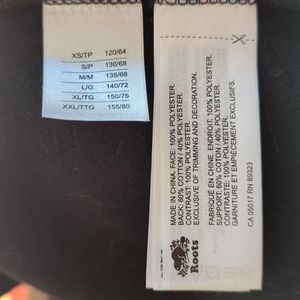 XS/TP 120/64
S/P 130/68
M/M 135/68
L/G 140/72
XL/TG 150/76
XXL/TTG 155/80
MADE IN CHINA. FACE: 100% POLYESTER.
BACK: 60% COTTON / 40% POLYESTER.
CONTRAST: 100% POLYESTER.
EXCLUSIVE OF TRIMMING AND DECORATION.
FABRIQUÉ EN CHINE. ENDROIT: 100% POLYESTER.
SUPPORT: 60% COTON / 40% POLYESTER.
CONTRASTE: 100% POLYESTER.
GARNITURE ET EMPIÈCEMENT EXCLUSIFS.
CA 05017 RN 89323
Roots